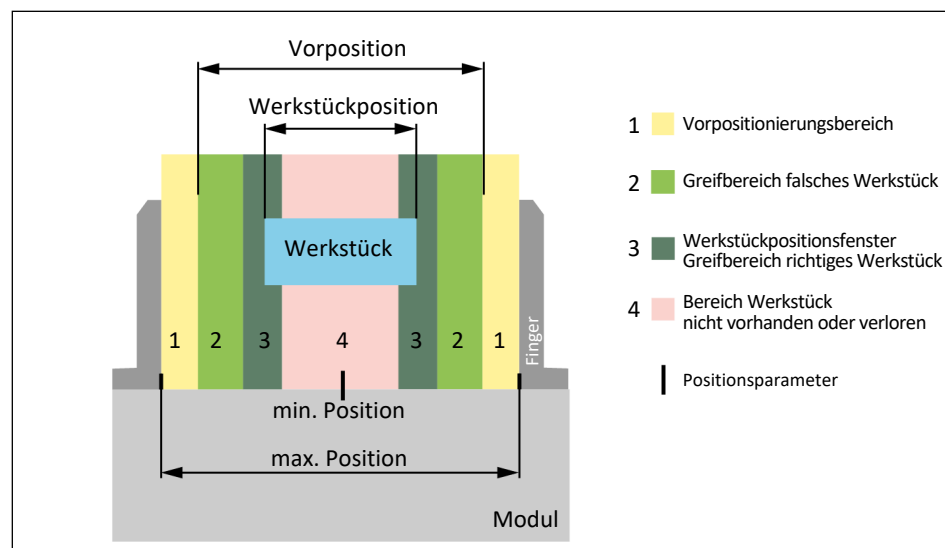 Vorposition
Werkstückposition
Werkstück
1 2 3 4 3 2 1
Finger
min. Position
max. Position
Modul
1 Vorpositionierungsbereich
2 Greifbereich falsches Werkstück
3 Werkstückpositionsfenster
Greifbereich richtiges Werkstück
4 Bereich Werkstück
nicht vorhanden oder verloren
Positionsparameter